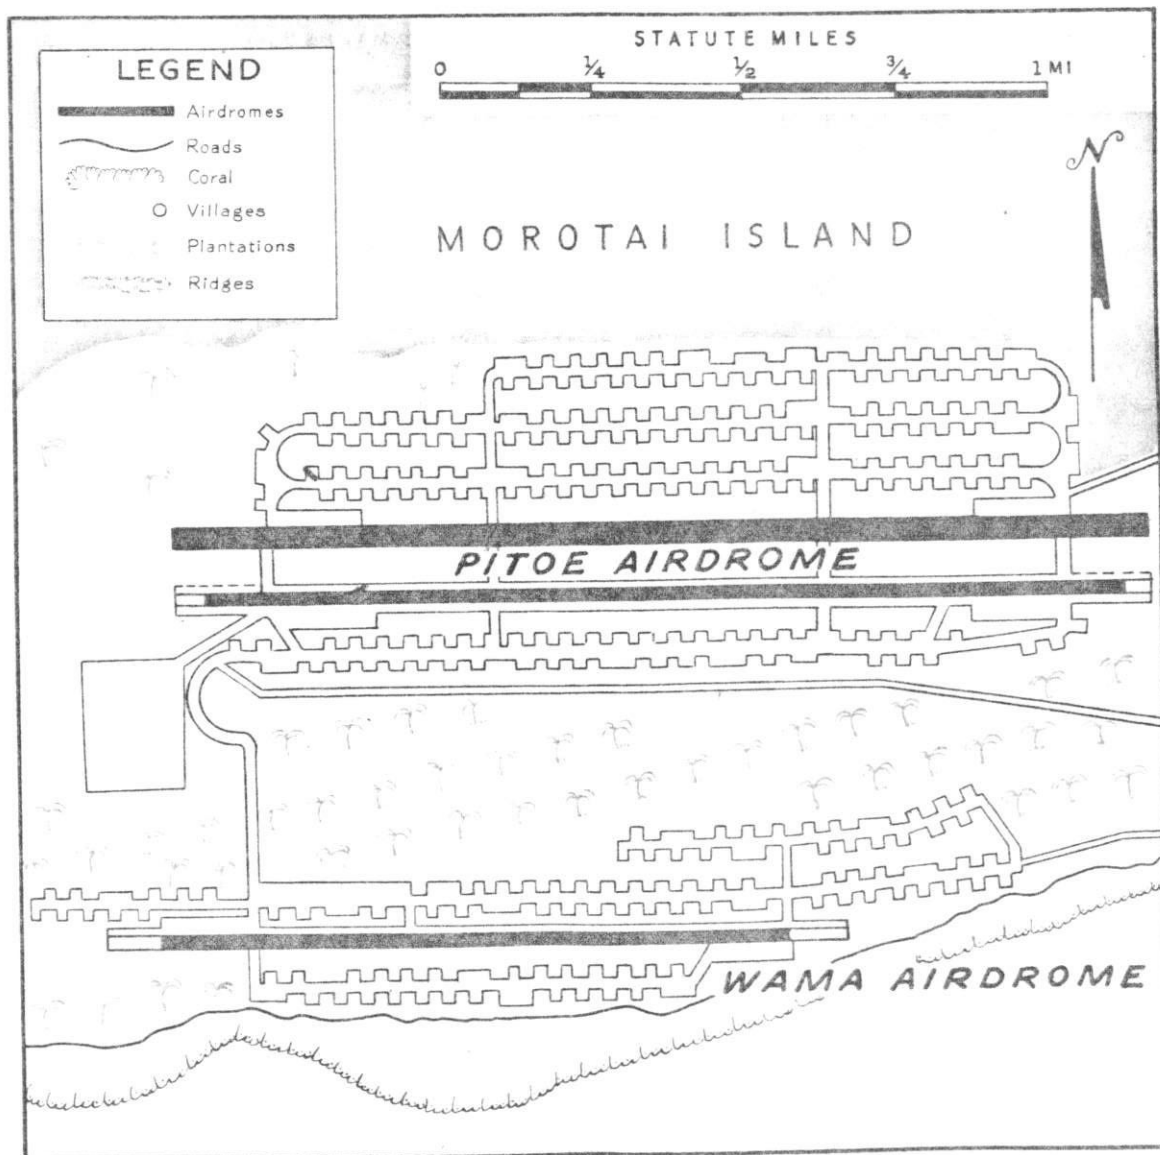 LEGEND
Airdromes
Roads
Coral
Villages
Plantations
Ridges
STATUTE MILES
0 ¼ ½ ¾ 1 MI
N
MOROTAI ISLAND
PITOE AIRDROME
WAMA AIRDROME